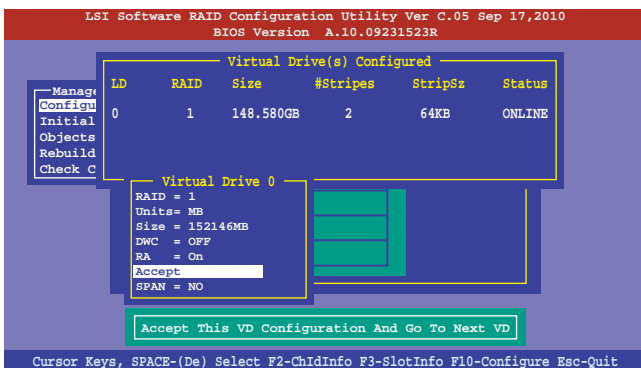 LSI Software RAID Configuration Utility Ver C.05 Sep 17,2010
BIOS Version A.10.09231523R
Virtual Drive(s) Configured
LD RAID Size #Stripes StripSz Status
0 1 148.580GB 2 64KB ONLINE
Manage
Configu
Initial
Objects
Rebuild
Check C
Virtual Drive 0
RAID = 1
Units= MB
Size = 152146MB
DWC = OFF
RA = On
Accept
SPAN = NO
Accept This VD Configuration And Go To Next VD
Cursor Keys, SPACE-(De) Select F2-ChIdInfo F3-SlotInfo F10-Configure Esc-Quit